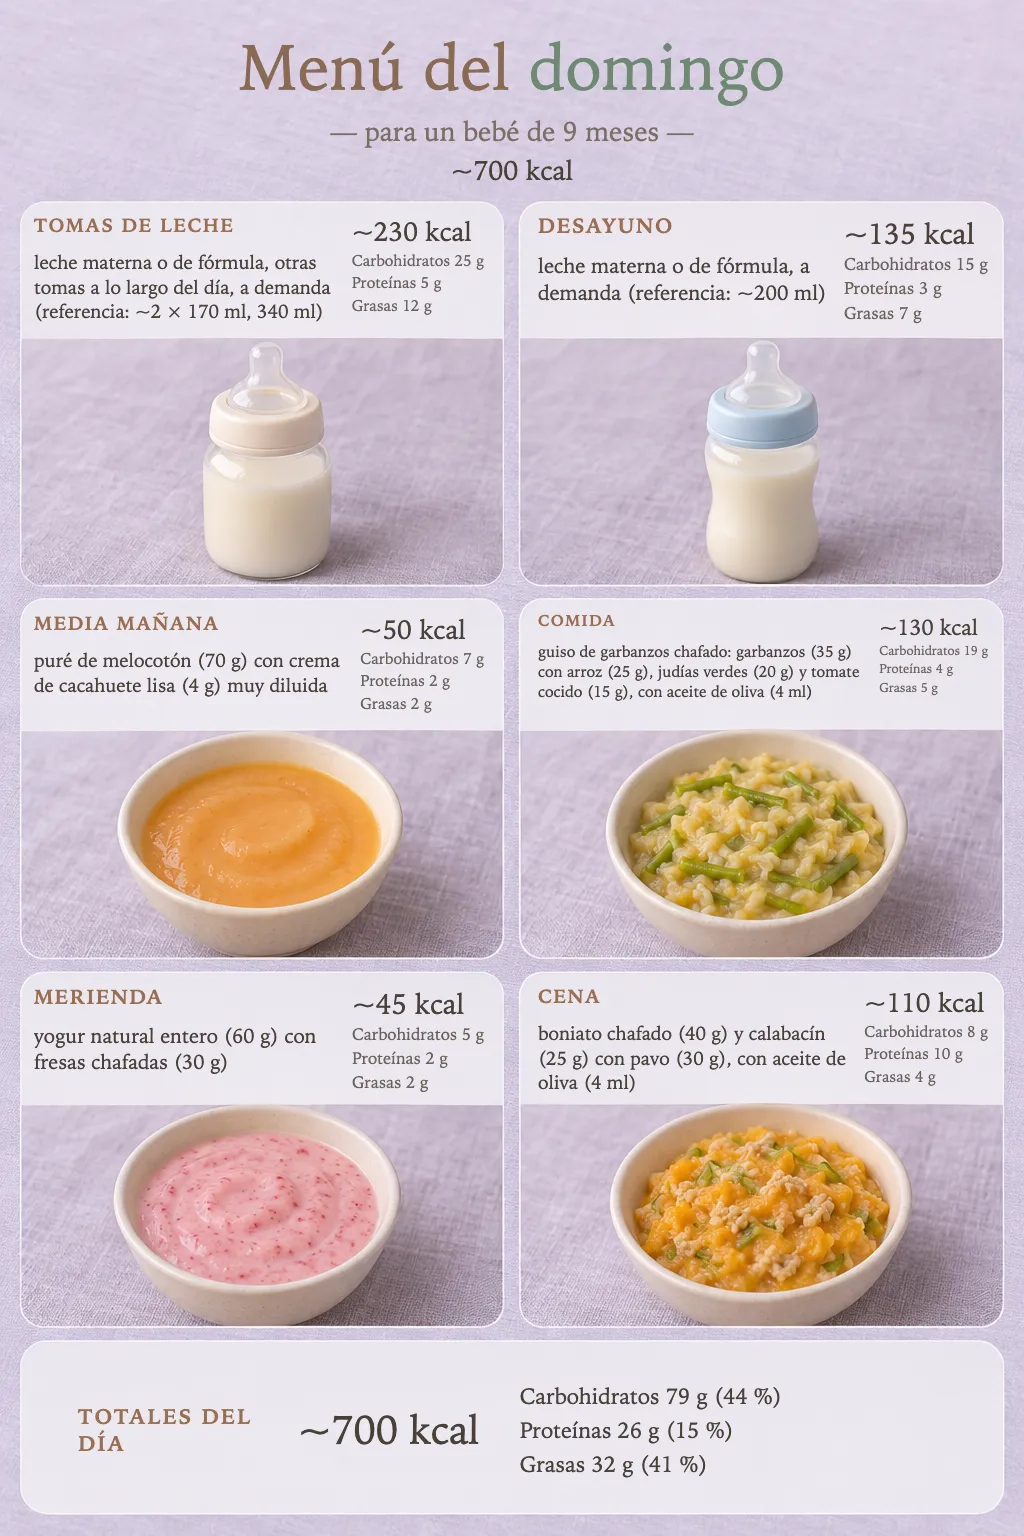 Menú del domingo
— para un bebé de 9 meses —
~700 kcal
TOMAS DE LECHE
leche materna o de fórmula, otras
tomas a lo largo del día, a demanda
(referencia: ~2 × 170 ml, 340 ml)
~230 kcal
Carbohidratos 25 g
Proteínas 5 g
Grasas 12 g
DESAYUNO
leche materna o de fórmula, a
demanda (referencia: ~200 ml)
~135 kcal
Carbohidratos 15 g
Proteínas 3 g
Grasas 7 g
MEDIA MAÑANA
puré de melocotón (70 g) con crema
de cacahuete lisa (4 g) muy diluida
~50 kcal
Carbohidratos 7 g
Proteínas 2 g
Grasas 2 g
COMIDA
guiso de garbanzos chafado: garbanzos (35 g)
con arroz (25 g), judías verdes (20 g) y tomate
cocido (15 g), con aceite de oliva (4 ml)
~130 kcal
Carbohidratos 19 g
Proteínas 4 g
Grasas 5 g
MERIENDA
yogur natural entero (60 g) con
fresas chafadas (30 g)
~45 kcal
Carbohidratos 5 g
Proteínas 2 g
Grasas 2 g
CENA
boniato chafado (40 g) y calabacín
(25 g) con pavo (30 g), con aceite de
oliva (4 ml)
~110 kcal
Carbohidratos 8 g
Proteínas 10 g
Grasas 4 g
TOTALES DEL
DÍA
~700 kcal
Carbohidratos 79 g (44 %)
Proteínas 26 g (15 %)
Grasas 32 g (41 %)